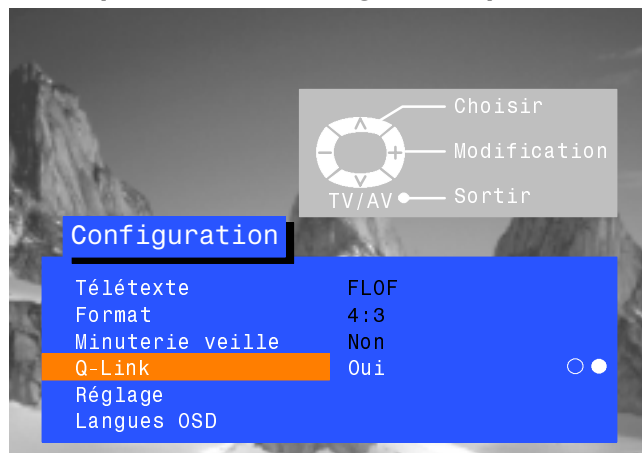 Choisir
Modification
TV/AV Sortir
Configuration
Télétexte FLOF
Format 4:3
Minuterie veille Non
Q-Link Oui
Réglage
Langues OSD